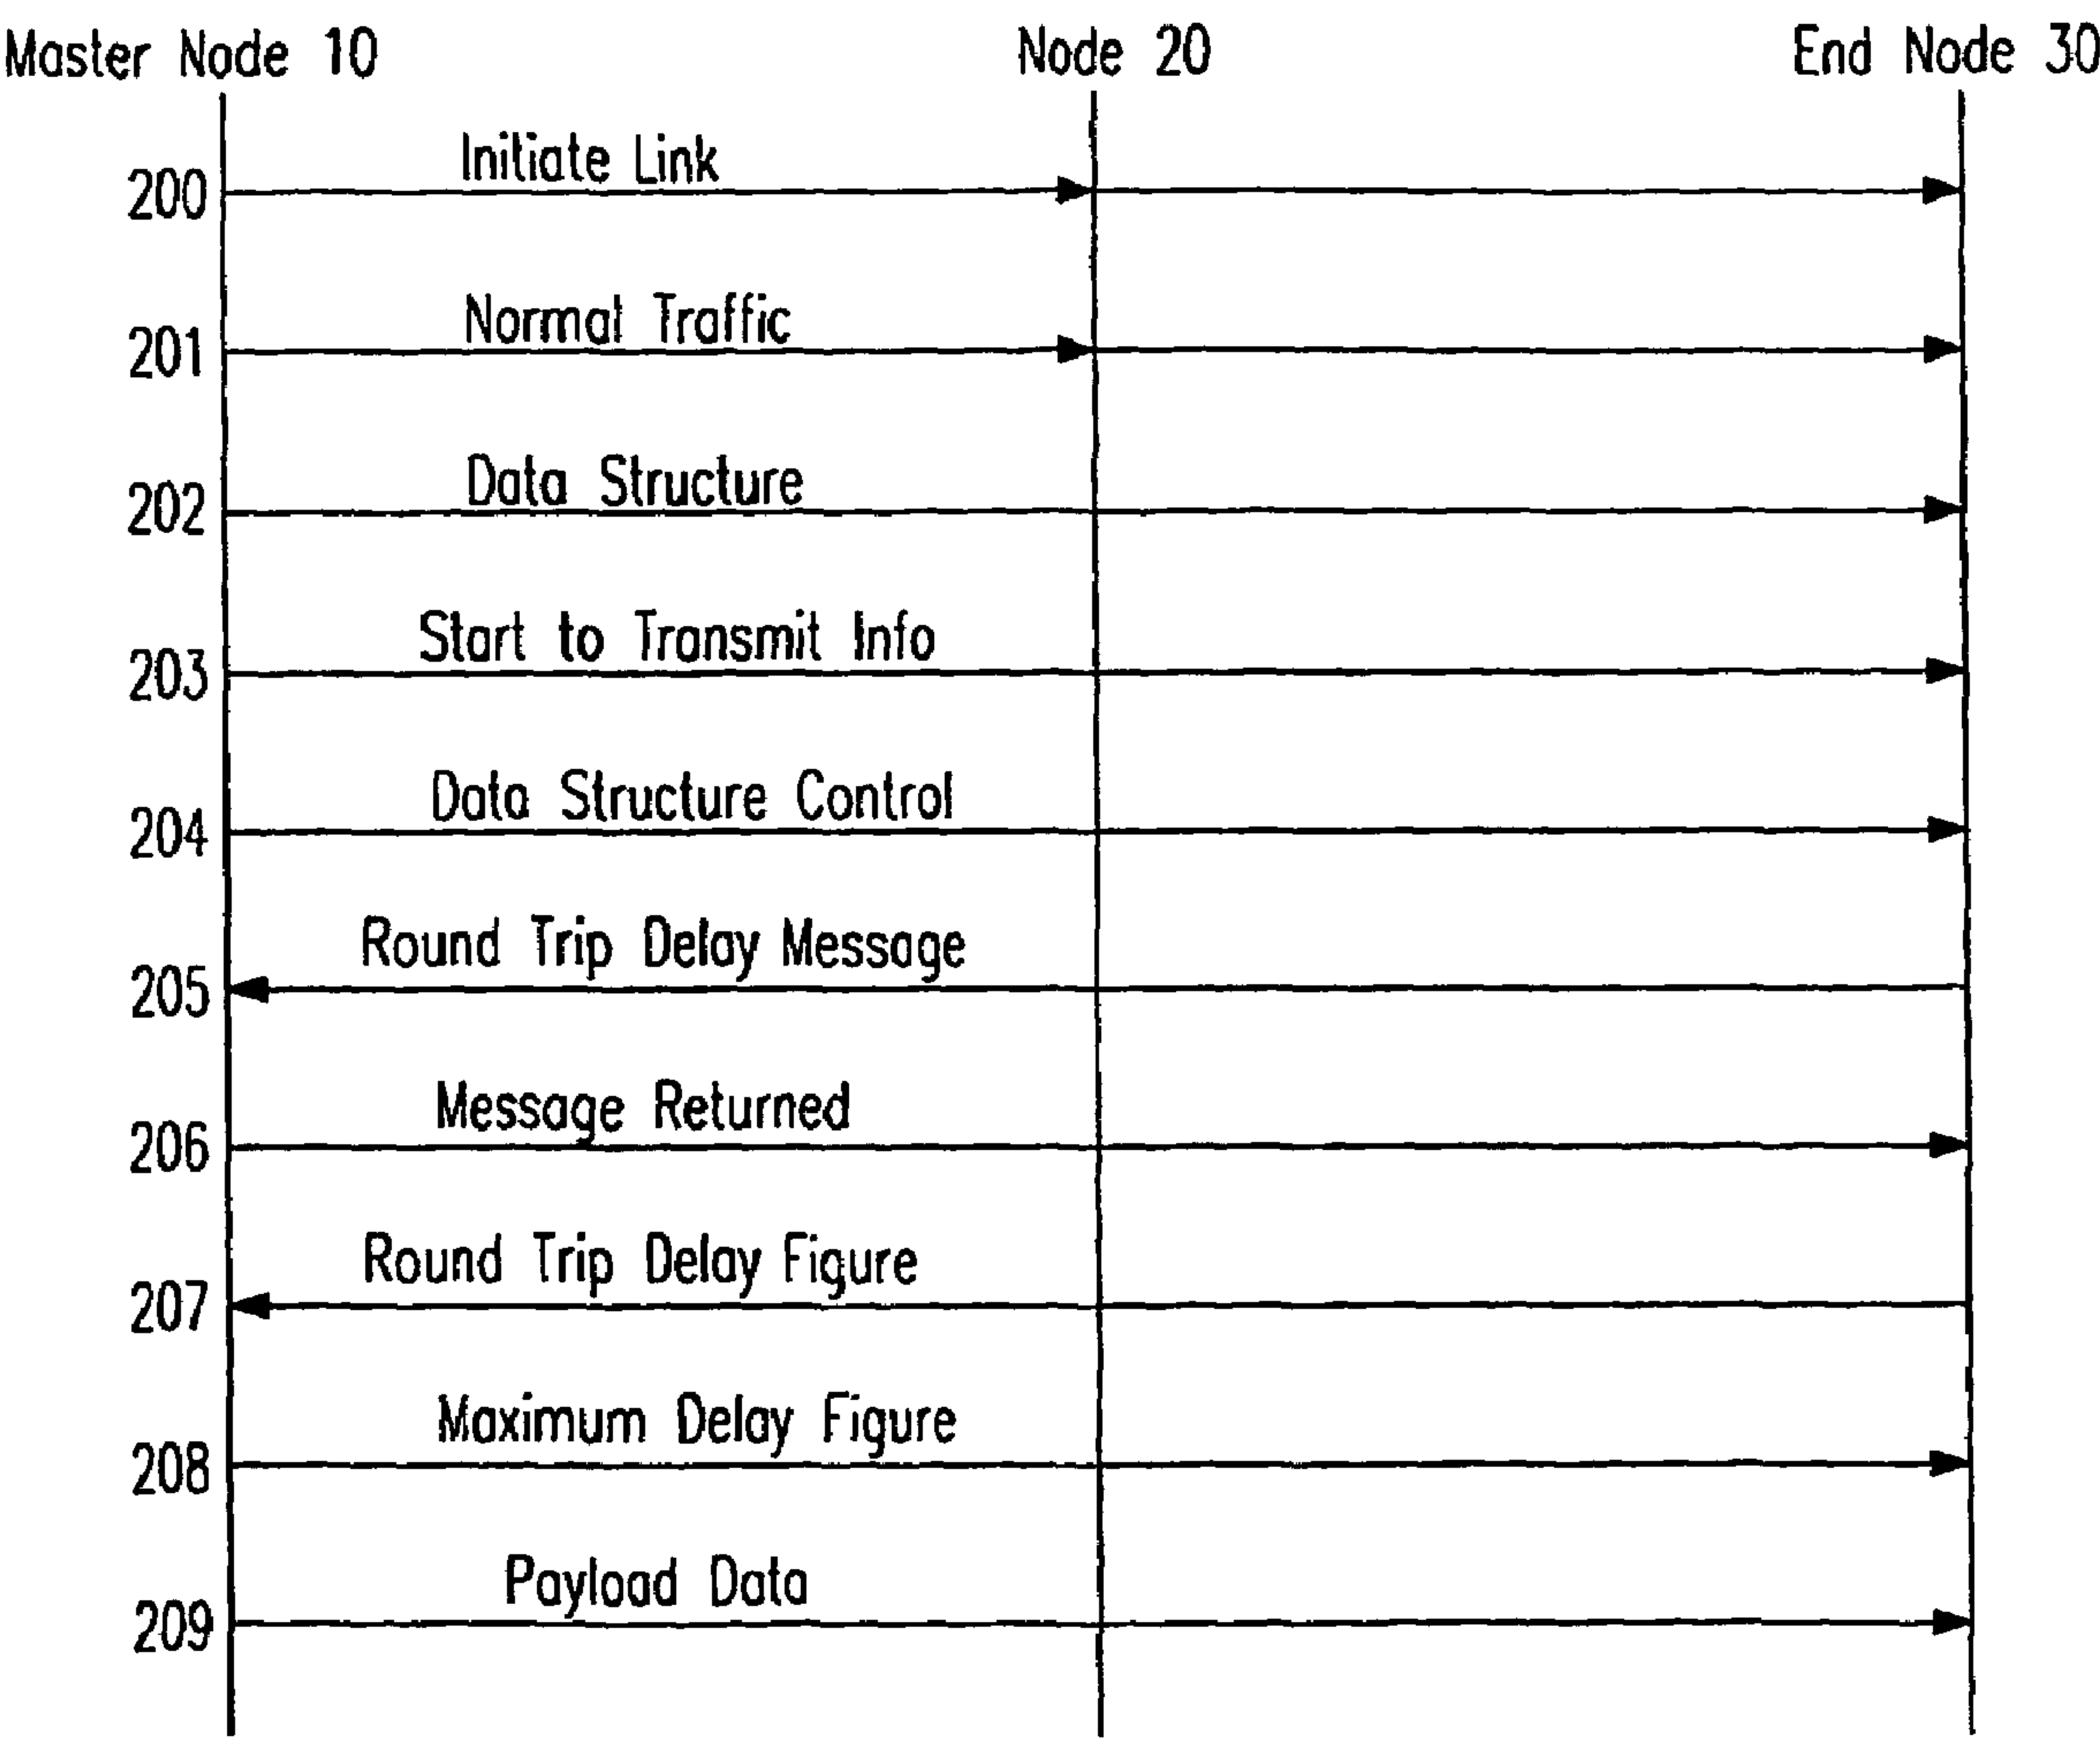 Master Node 10 Node 20 End Node 30
Initiate Link
200
Normal Traffic
201
Data Structure
202
Start to Transmit Info
203
Data Structure Control
204
Round Trip Delay Message
205
Message Returned
206
Round Trip Delay Figure
207
Maximum Delay Figure
208
Payload Data
209